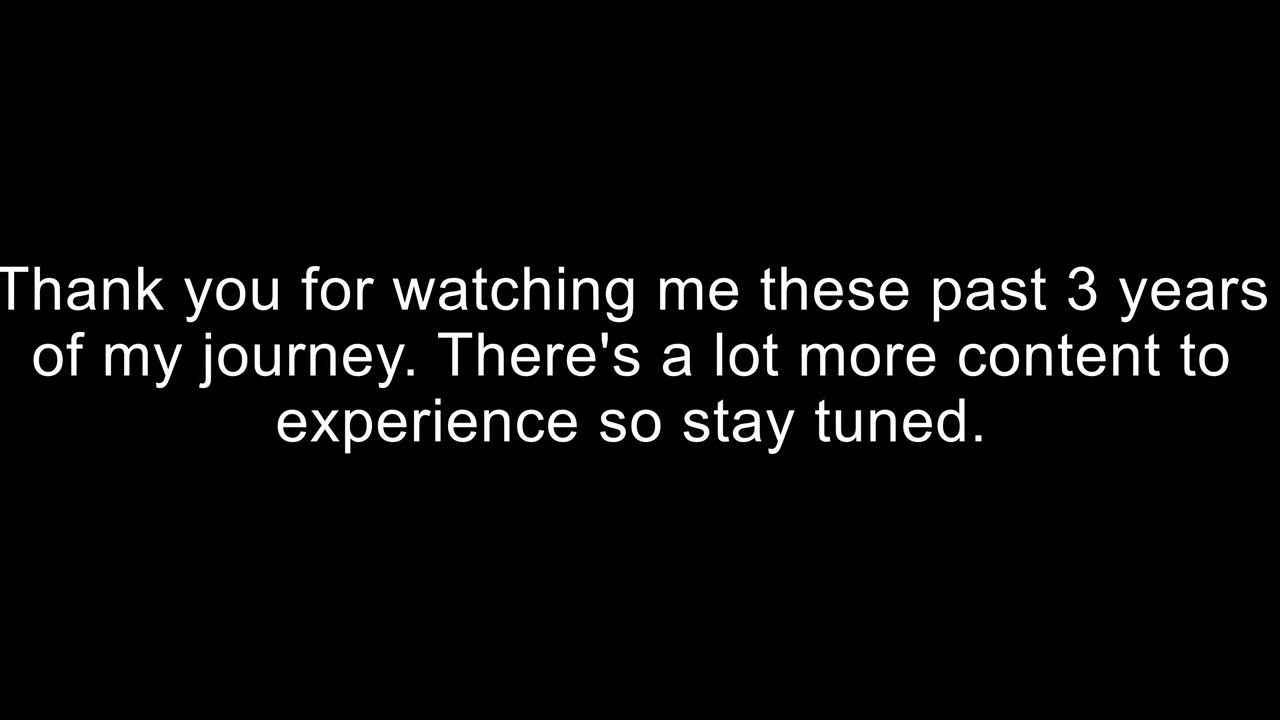 Thank you for watching me these past 3 years
of my journey. There's a lot more content to
experience so stay tuned.